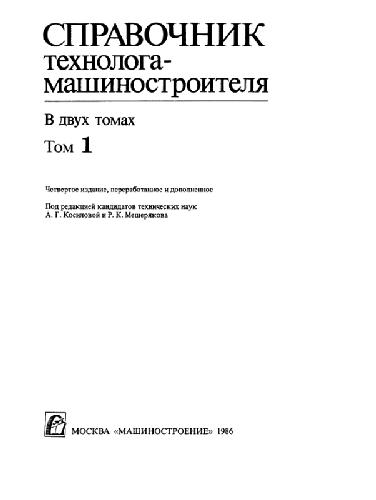 СПРАВОЧНИК
технолога-
машиностроителя
В двух томах
Том 1
Четвертое издание, переработанное и дополненное
Под редакцией кандидатов технических наук
А. Г. Косиловой и Р. К. Мещерякова
МОСКВА «МАШИНОСТРОЕНИЕ» 1986